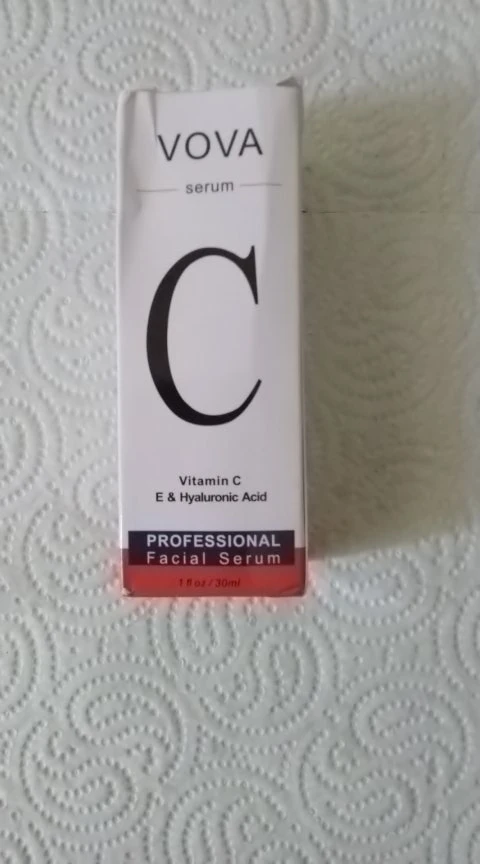 VOVA
serum
C
Vitamin C
E & Hyaluronic Acid
PROFESSIONAL
Facial Serum
1 fl oz / 30ml